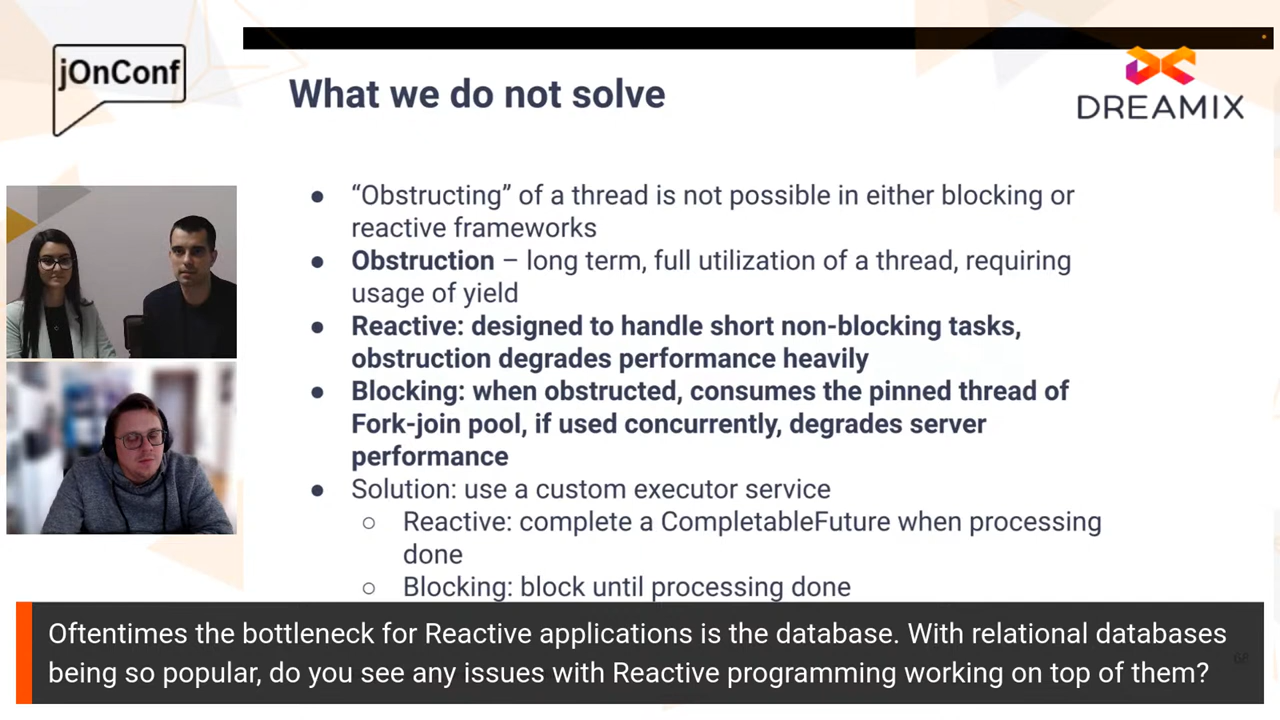 jOnConf
DREAMIX
What we do not solve
● “Obstructing” of a thread is not possible in either blocking or
reactive frameworks
● Obstruction – long term, full utilization of a thread, requiring
usage of yield
● Reactive: designed to handle short non-blocking tasks,
obstruction degrades performance heavily
● Blocking: when obstructed, consumes the pinned thread of
Fork-join pool, if used concurrently, degrades server
performance
● Solution: use a custom executor service
○ Reactive: complete a CompletableFuture when processing
done
○ Blocking: block until processing done
Oftentimes the bottleneck for Reactive applications is the database. With relational databases
being so popular, do you see any issues with Reactive programming working on top of them?